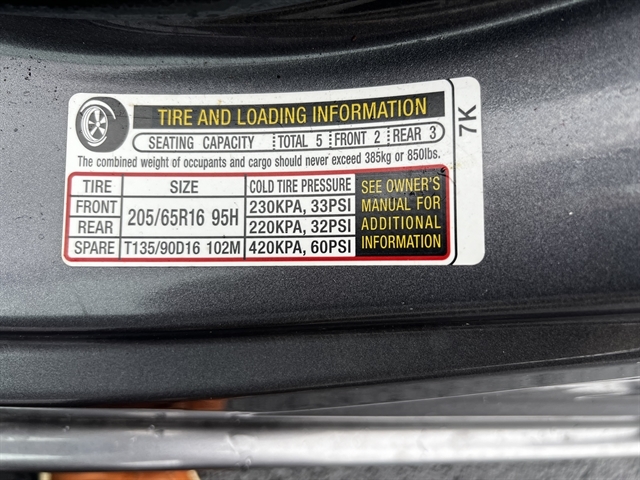 TIRE AND LOADING INFORMATION
SEATING CAPACITY TOTAL 5 FRONT 2 REAR 3
The combined weight of occupants and cargo should never exceed 385kg or 850lbs.
TIRE SIZE COLD TIRE PRESSURE
FRONT 205/65R16 95H 230KPA, 33PSI
REAR 220KPA, 32PSI
SPARE T135/90D16 102M 420KPA, 60PSI
SEE OWNER'S
MANUAL FOR
ADDITIONAL
INFORMATION
7K